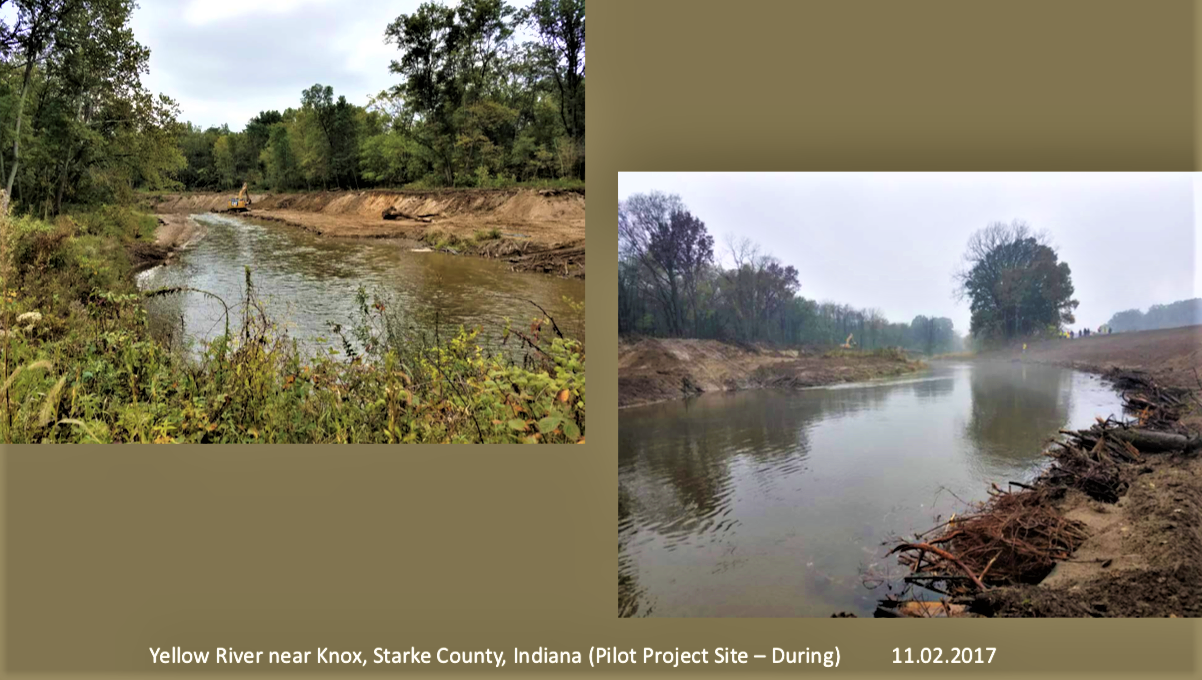 Yellow River near Knox, Starke County, Indiana (Pilot Project Site – During) 11.02.2017